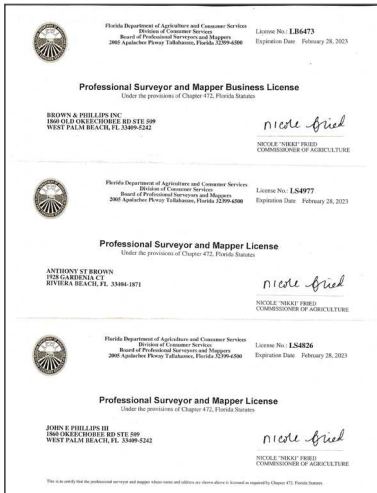 Florida Department of Agriculture and Consumer Services
Division of Consumer Services
Board of Professional Surveyors and Mappers
2005 Apalachee Pkway Tallahassee, Florida 32399-6500
License No.: LB6473
Expiration Date February 28, 2023
Professional Surveyor and Mapper Business License
Under the provisions of Chapter 472, Florida Statutes
BROWN & PHILLIPS INC
1860 OLD OKEECHOBEE RD STE 509
WEST PALM BEACH, FL 33409-5242
nicole fried
NICOLE "NIKKI" FRIED
COMMISSIONER OF AGRICULTURE
Florida Department of Agriculture and Consumer Services
Division of Consumer Services
Board of Professional Surveyors and Mappers
2005 Apalachee Pkway Tallahassee, Florida 32399-6500
License No.: LS4977
Expiration Date February 28, 2023
Professional Surveyor and Mapper License
Under the provisions of Chapter 472, Florida Statutes
ANTHONY ST BROWN
1928 GARDENIA CT
RIVIERA BEACH, FL 33404-1871
nicole fried
NICOLE "NIKKI" FRIED
COMMISSIONER OF AGRICULTURE
Florida Department of Agriculture and Consumer Services
Division of Consumer Services
Board of Professional Surveyors and Mappers
2005 Apalachee Pkway Tallahassee, Florida 32399-6500
License No.: LS4826
Expiration Date February 28, 2023
Professional Surveyor and Mapper License
Under the provisions of Chapter 472, Florida Statutes
JOHN E PHILLIPS III
1860 OKEECHOBEE RD STE 509
WEST PALM BEACH, FL 33409-5242
nicole fried
NICOLE "NIKKI" FRIED
COMMISSIONER OF AGRICULTURE
This is to certify that the professional surveyor and mapper whose name and address are shown above is licensed as required by Chapter 472, Florida Statutes.